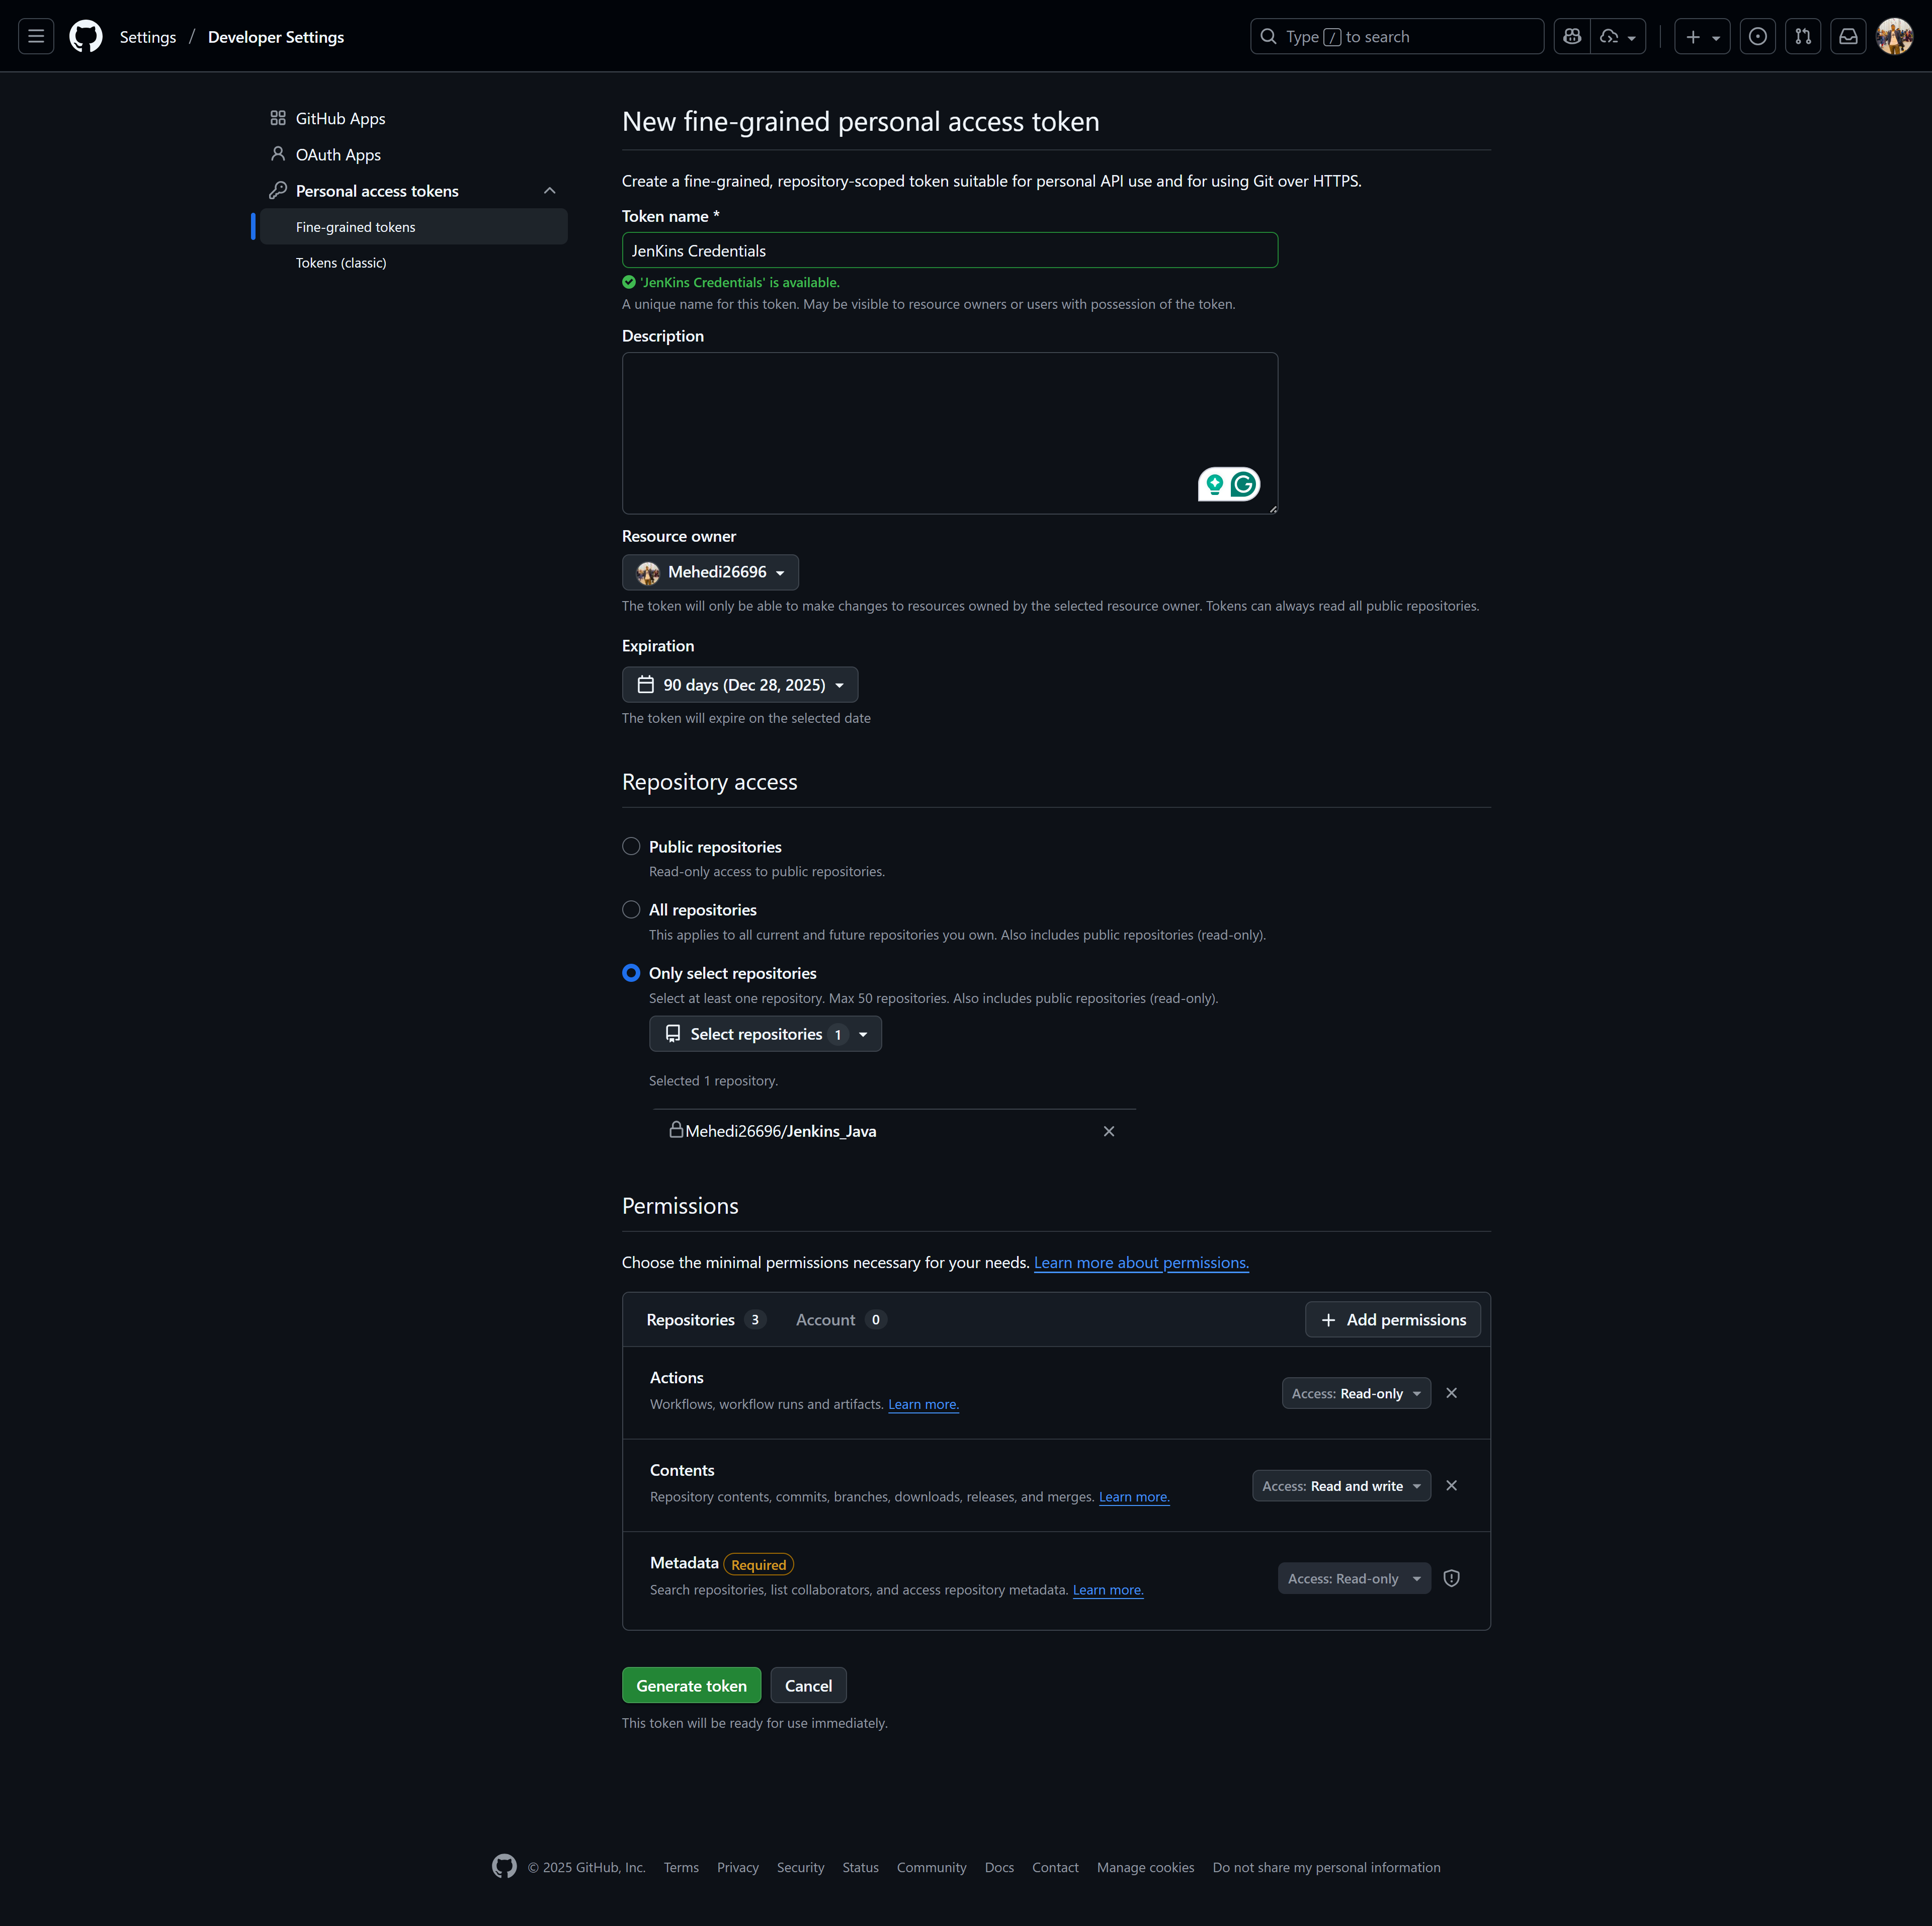 Settings / Developer Settings
Type / to search
GitHub Apps
OAuth Apps
Personal access tokens
Fine-grained tokens
Tokens (classic)
New fine-grained personal access token
Create a fine-grained, repository-scoped token suitable for personal API use and for using Git over HTTPS.
Token name *
JenKins Credentials
'JenKins Credentials' is available.
A unique name for this token. May be visible to resource owners or users with possession of the token.
Description
Resource owner
Mehedi26696
The token will only be able to make changes to resources owned by the selected resource owner. Tokens can always read all public repositories.
Expiration
90 days (Dec 28, 2025)
The token will expire on the selected date
Repository access
Public repositories
Read-only access to public repositories.
All repositories
This applies to all current and future repositories you own. Also includes public repositories (read-only).
Only select repositories
Select at least one repository. Max 50 repositories. Also includes public repositories (read-only).
Select repositories 1
Selected 1 repository.
Mehedi26696/Jenkins_Java
Permissions
Choose the minimal permissions necessary for your needs. Learn more about permissions.
Repositories 3 Account 0 Add permissions
Actions
Workflows, workflow runs and artifacts. Learn more.
Access: Read-only
Contents
Repository contents, commits, branches, downloads, releases, and merges. Learn more.
Access: Read and write
Metadata Required
Search repositories, list collaborators, and access repository metadata. Learn more.
Access: Read-only
Generate token Cancel
This token will be ready for use immediately.
© 2025 GitHub, Inc. Terms Privacy Security Status Community Docs Contact Manage cookies Do not share my personal information